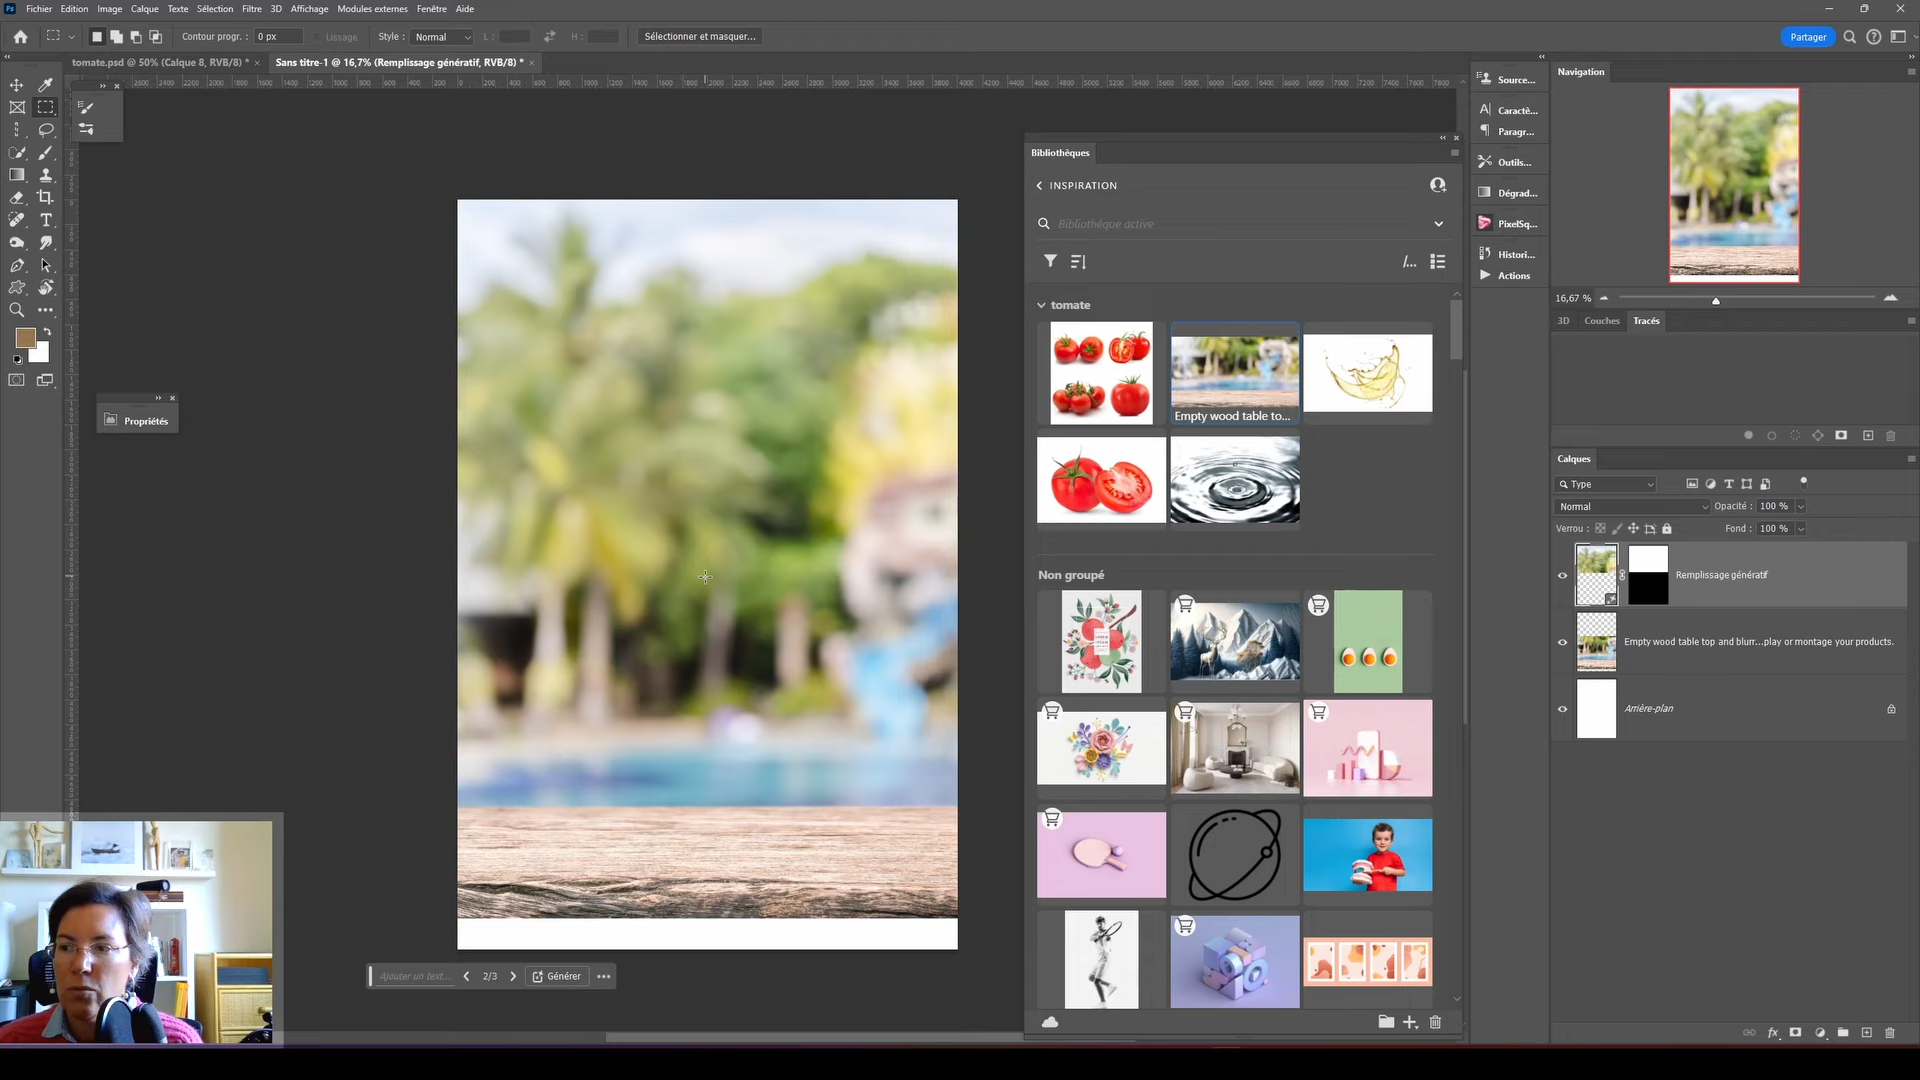 Ps Fichier Edition Image Calque Texte Sélection Filtre 3D Affichage Modules externes Fenêtre Aide
Contour progr. : 0 px Lissage Style : Normal L : H : Sélectionner et masquer... Partager
tomate.psd @ 50% (Calque 8, RVB/8) * × Sans titre-1 @ 16,7% (Remplissage génératif, RVB/8) * ×
Propriétés
Bibliothèques
INSPIRATION
Bibliothèque active
tomate
Empty wood table to...
Non groupé
Ajouter un text... 2/3 Générer
Source...
Caractè...
Paragr...
Outils...
Dégrad...
PixelSq...
Histori...
Actions
Navigation
16,67 %
3D Couches Tracés
Calques
Type
Normal Opacité : 100 %
Verrou : Fond : 100 %
Remplissage génératif
Empty wood table top and blurr...play or montage your products.
Arrière-plan
fx